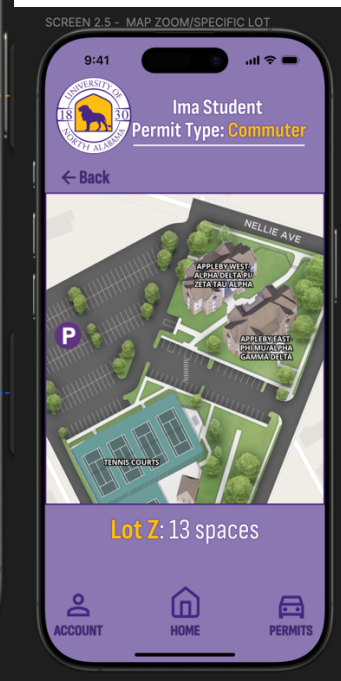 SCREEN 2.5 - MAP ZOOM/SPECIFIC LOT
9:41
UNIVERSITY OF
18 30
NORTH ALABAMA
Ima Student
Permit Type: Commuter
← Back
NELLIE AVE
APPLEBY WEST/
ALPHA DELTA PI/
ZETA TAU ALPHA
APPLEBY EAST/
PHI MU/ALPHA
GAMMA DELTA
P
TENNIS COURTS
Lot Z: 13 spaces
ACCOUNT
HOME
PERMITS